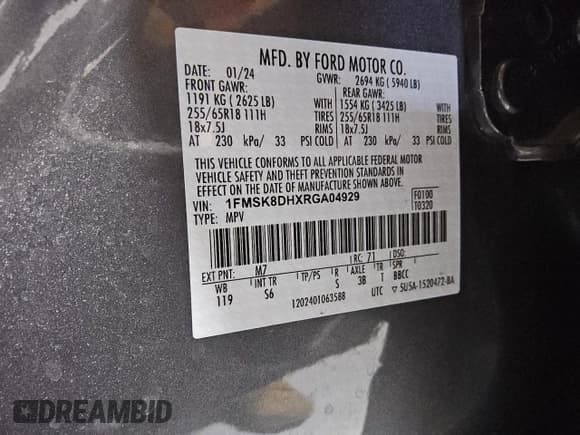 MFD. BY FORD MOTOR CO.
DATE: 01/24 GVWR: 2694 KG ( 5940 LB)
FRONT GAWR: REAR GAWR:
1191 KG ( 2625 LB) WITH 1554 KG ( 3425 LB) WITH
255/65R18 111H TIRES 255/65R18 111H TIRES
18x7.5J RIMS 18x7.5J RIMS
AT 230 kPa/ 33 PSI COLD AT 230 kPa/ 33 PSI COLD
THIS VEHICLE CONFORMS TO ALL APPLICABLE FEDERAL MOTOR
VEHICLE SAFETY AND THEFT PREVENTION STANDARDS IN
EFFECT ON THE DATE OF MANUFACTURE SHOWN ABOVE.
VIN: 1FMSK8DHXRGA04929 F0100
TYPE: MPV T0320
EXT PNT: M7 RC: 71 DSO:
WB INT TR TP/PS R AXLE TR SPR
119 S6 S 3B T BBCC
120240106358B UTC ▽ 5U5A-1520472-BA
DREAMBID